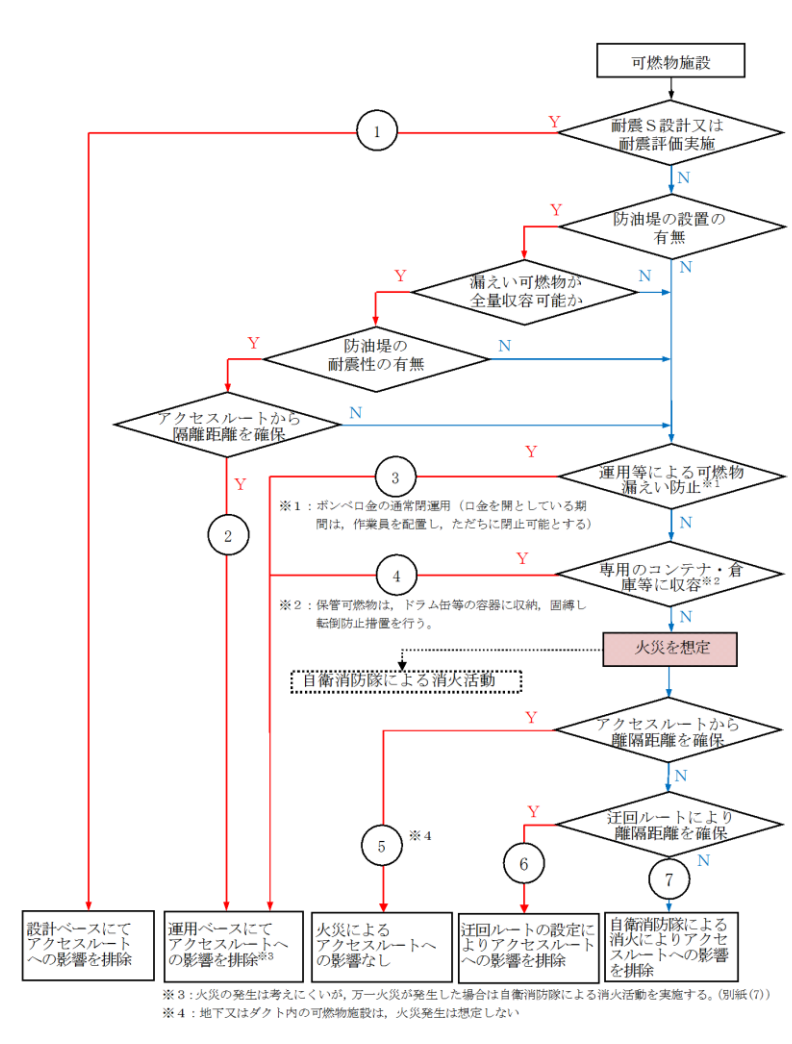 可燃物施設
耐震Ｓ設計又は
耐震評価実施
Y
1
N
防油堤の設置の
有無
Y
N
漏えい可燃物が
全量収容可能か
Y
N
防油堤の
耐震性の有無
Y
N
アクセスルートから
隔離距離を確保
N
Y
運用等による可燃物
漏えい防止※1
Y
3
N
※１：ボンベ口金の通常閉運用（口金を開としている期
間は，作業員を配置し，ただちに閉止可能とする）
2
専用のコンテナ・倉
庫等に収容※2
Y
4
N
※２：保管可燃物は，ドラム缶等の容器に収納，固縛し
転倒防止措置を行う。
火災を想定
自衛消防隊による消火活動
アクセスルートから
離隔距離を確保
Y
N
迂回ルートにより
離隔距離を確保
Y
N
5
※４
6
7
設計ベースにて
アクセスルート
への影響を排除
運用ベースにて
アクセスルートへ
の影響を排除※3
火災による
アクセスルートへ
の影響なし
迂回ルートの設定に
よりアクセスルート
への影響を排除
自衛消防隊による
消火によりアクセ
スルートへの影響
を排除
※３：火災の発生は考えにくいが，万一火災が発生した場合は自衛消防隊による消火活動を実施する。(別紙(7))
※４：地下又はダクト内の可燃物施設は，火災発生は想定しない